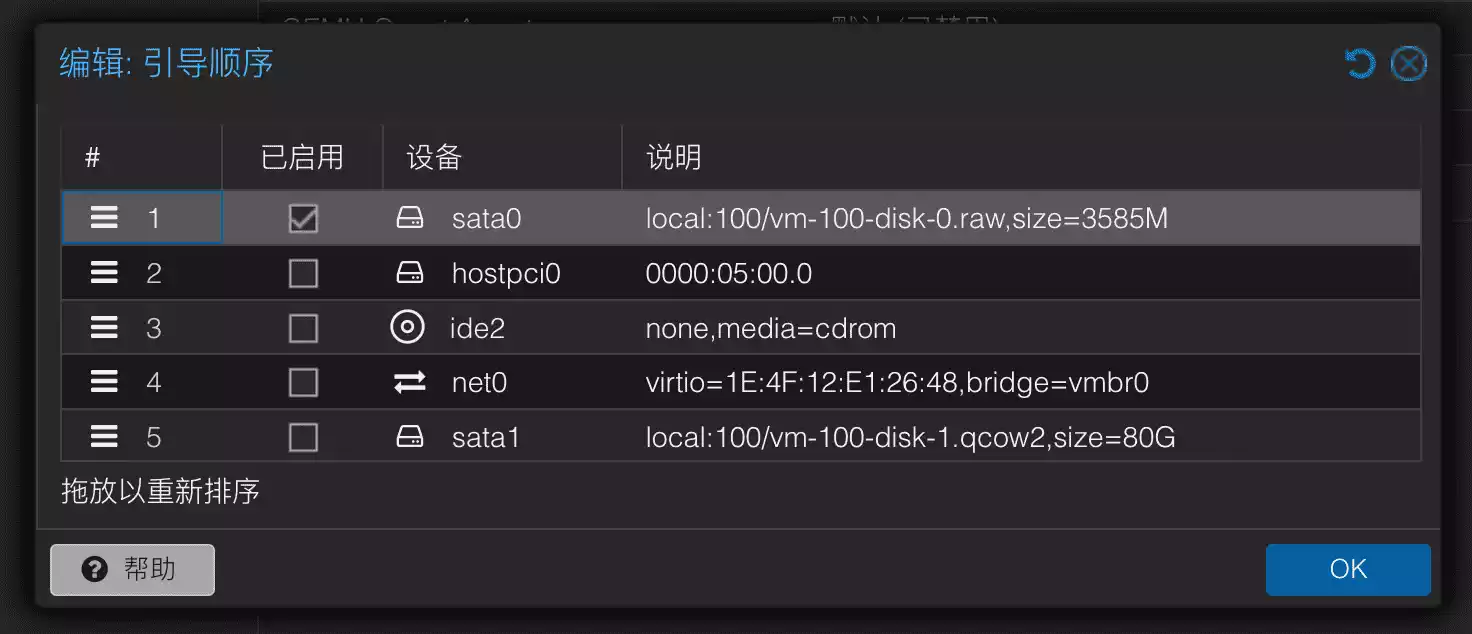 编辑: 引导顺序
# 已启用 设备 说明
1 sata0 local:100/vm-100-disk-0.raw,size=3585M
2 hostpci0 0000:05:00.0
3 ide2 none,media=cdrom
4 net0 virtio=1E:4F:12:E1:26:48,bridge=vmbr0
5 sata1 local:100/vm-100-disk-1.qcow2,size=80G
拖放以重新排序
? 帮助 OK